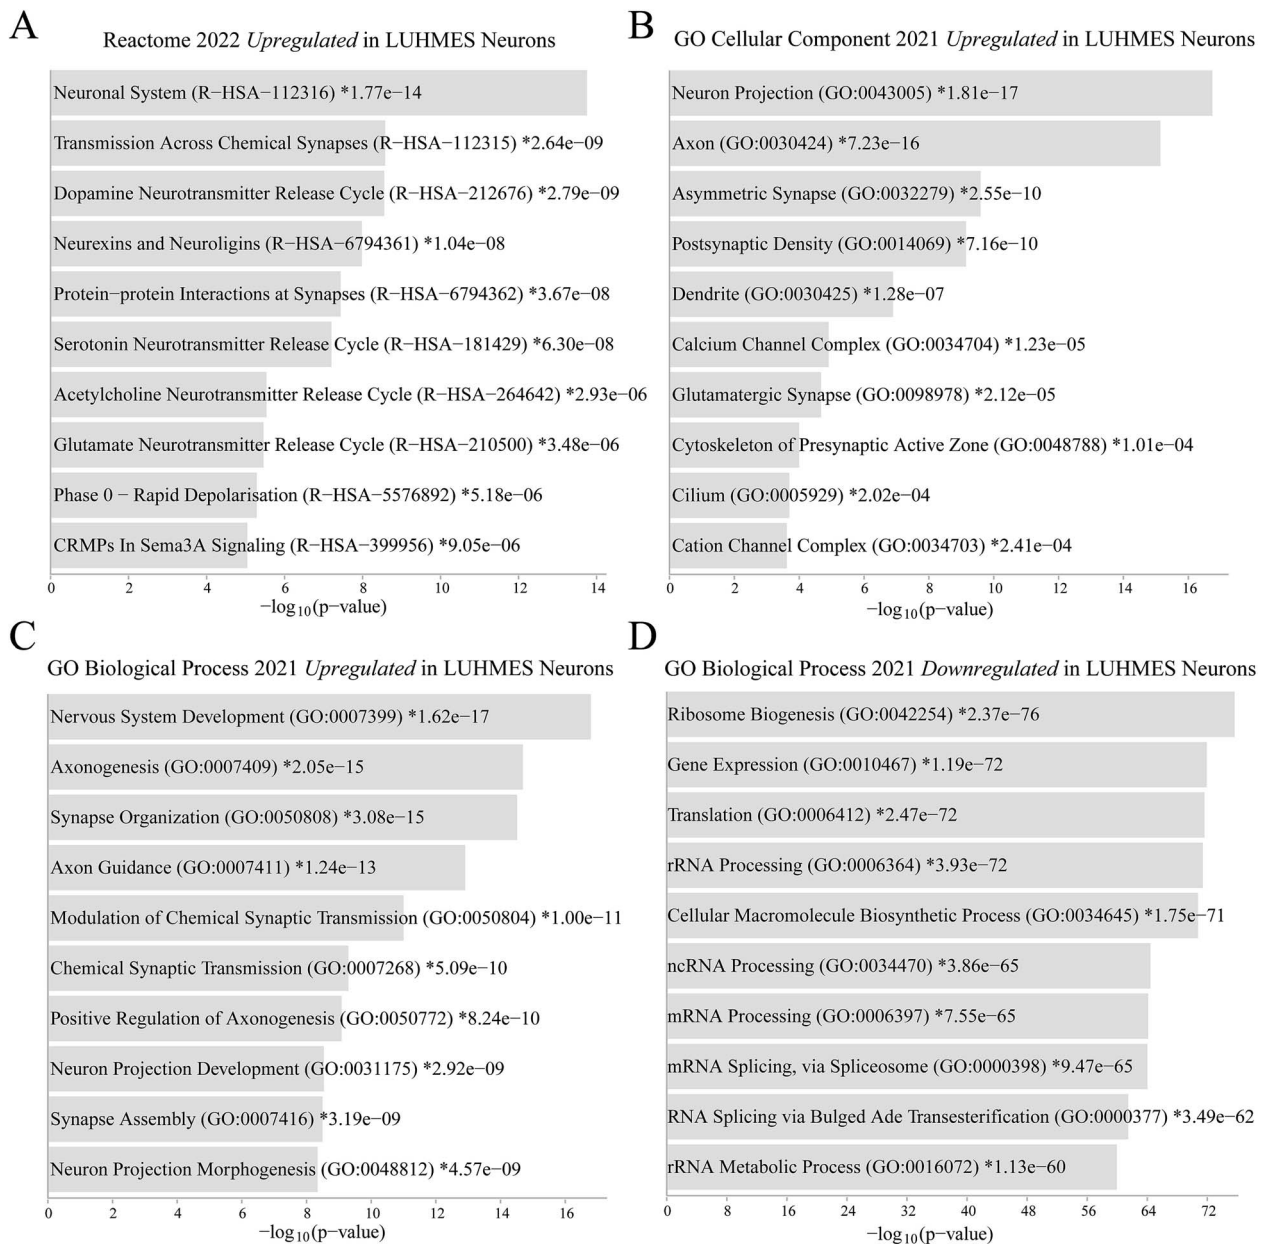 A
Reactome 2022 Upregulated in LUHMES Neurons
Neuronal System (R−HSA−112316) *1.77e−14
Transmission Across Chemical Synapses (R−HSA−112315) *2.64e−09
Dopamine Neurotransmitter Release Cycle (R−HSA−212676) *2.79e−09
Neurexins and Neuroligins (R−HSA−6794361) *1.04e−08
Protein−protein Interactions at Synapses (R−HSA−6794362) *3.67e−08
Serotonin Neurotransmitter Release Cycle (R−HSA−181429) *6.30e−08
Acetylcholine Neurotransmitter Release Cycle (R−HSA−264642) *2.93e−06
Glutamate Neurotransmitter Release Cycle (R−HSA−210500) *3.48e−06
Phase 0 − Rapid Depolarisation (R−HSA−5576892) *5.18e−06
CRMPs In Sema3A Signaling (R−HSA−399956) *9.05e−06
0 2 4 6 8 10 12 14
−log10(p−value)
B
GO Cellular Component 2021 Upregulated in LUHMES Neurons
Neuron Projection (GO:0043005) *1.81e−17
Axon (GO:0030424) *7.23e−16
Asymmetric Synapse (GO:0032279) *2.55e−10
Postsynaptic Density (GO:0014069) *7.16e−10
Dendrite (GO:0030425) *1.28e−07
Calcium Channel Complex (GO:0034704) *1.23e−05
Glutamatergic Synapse (GO:0098978) *2.12e−05
Cytoskeleton of Presynaptic Active Zone (GO:0048788) *1.01e−04
Cilium (GO:0005929) *2.02e−04
Cation Channel Complex (GO:0034703) *2.41e−04
0 2 4 6 8 10 12 14 16
−log10(p−value)
C
GO Biological Process 2021 Upregulated in LUHMES Neurons
Nervous System Development (GO:0007399) *1.62e−17
Axonogenesis (GO:0007409) *2.05e−15
Synapse Organization (GO:0050808) *3.08e−15
Axon Guidance (GO:0007411) *1.24e−13
Modulation of Chemical Synaptic Transmission (GO:0050804) *1.00e−11
Chemical Synaptic Transmission (GO:0007268) *5.09e−10
Positive Regulation of Axonogenesis (GO:0050772) *8.24e−10
Neuron Projection Development (GO:0031175) *2.92e−09
Synapse Assembly (GO:0007416) *3.19e−09
Neuron Projection Morphogenesis (GO:0048812) *4.57e−09
0 2 4 6 8 10 12 14 16
−log10(p−value)
D
GO Biological Process 2021 Downregulated in LUHMES Neurons
Ribosome Biogenesis (GO:0042254) *2.37e−76
Gene Expression (GO:0010467) *1.19e−72
Translation (GO:0006412) *2.47e−72
rRNA Processing (GO:0006364) *3.93e−72
Cellular Macromolecule Biosynthetic Process (GO:0034645) *1.75e−71
ncRNA Processing (GO:0034470) *3.86e−65
mRNA Processing (GO:0006397) *7.55e−65
mRNA Splicing, via Spliceosome (GO:0000398) *9.47e−65
RNA Splicing via Bulged Ade Transesterification (GO:0000377) *3.49e−62
rRNA Metabolic Process (GO:0016072) *1.13e−60
0 8 16 24 32 40 48 56 64 72
−log10(p−value)